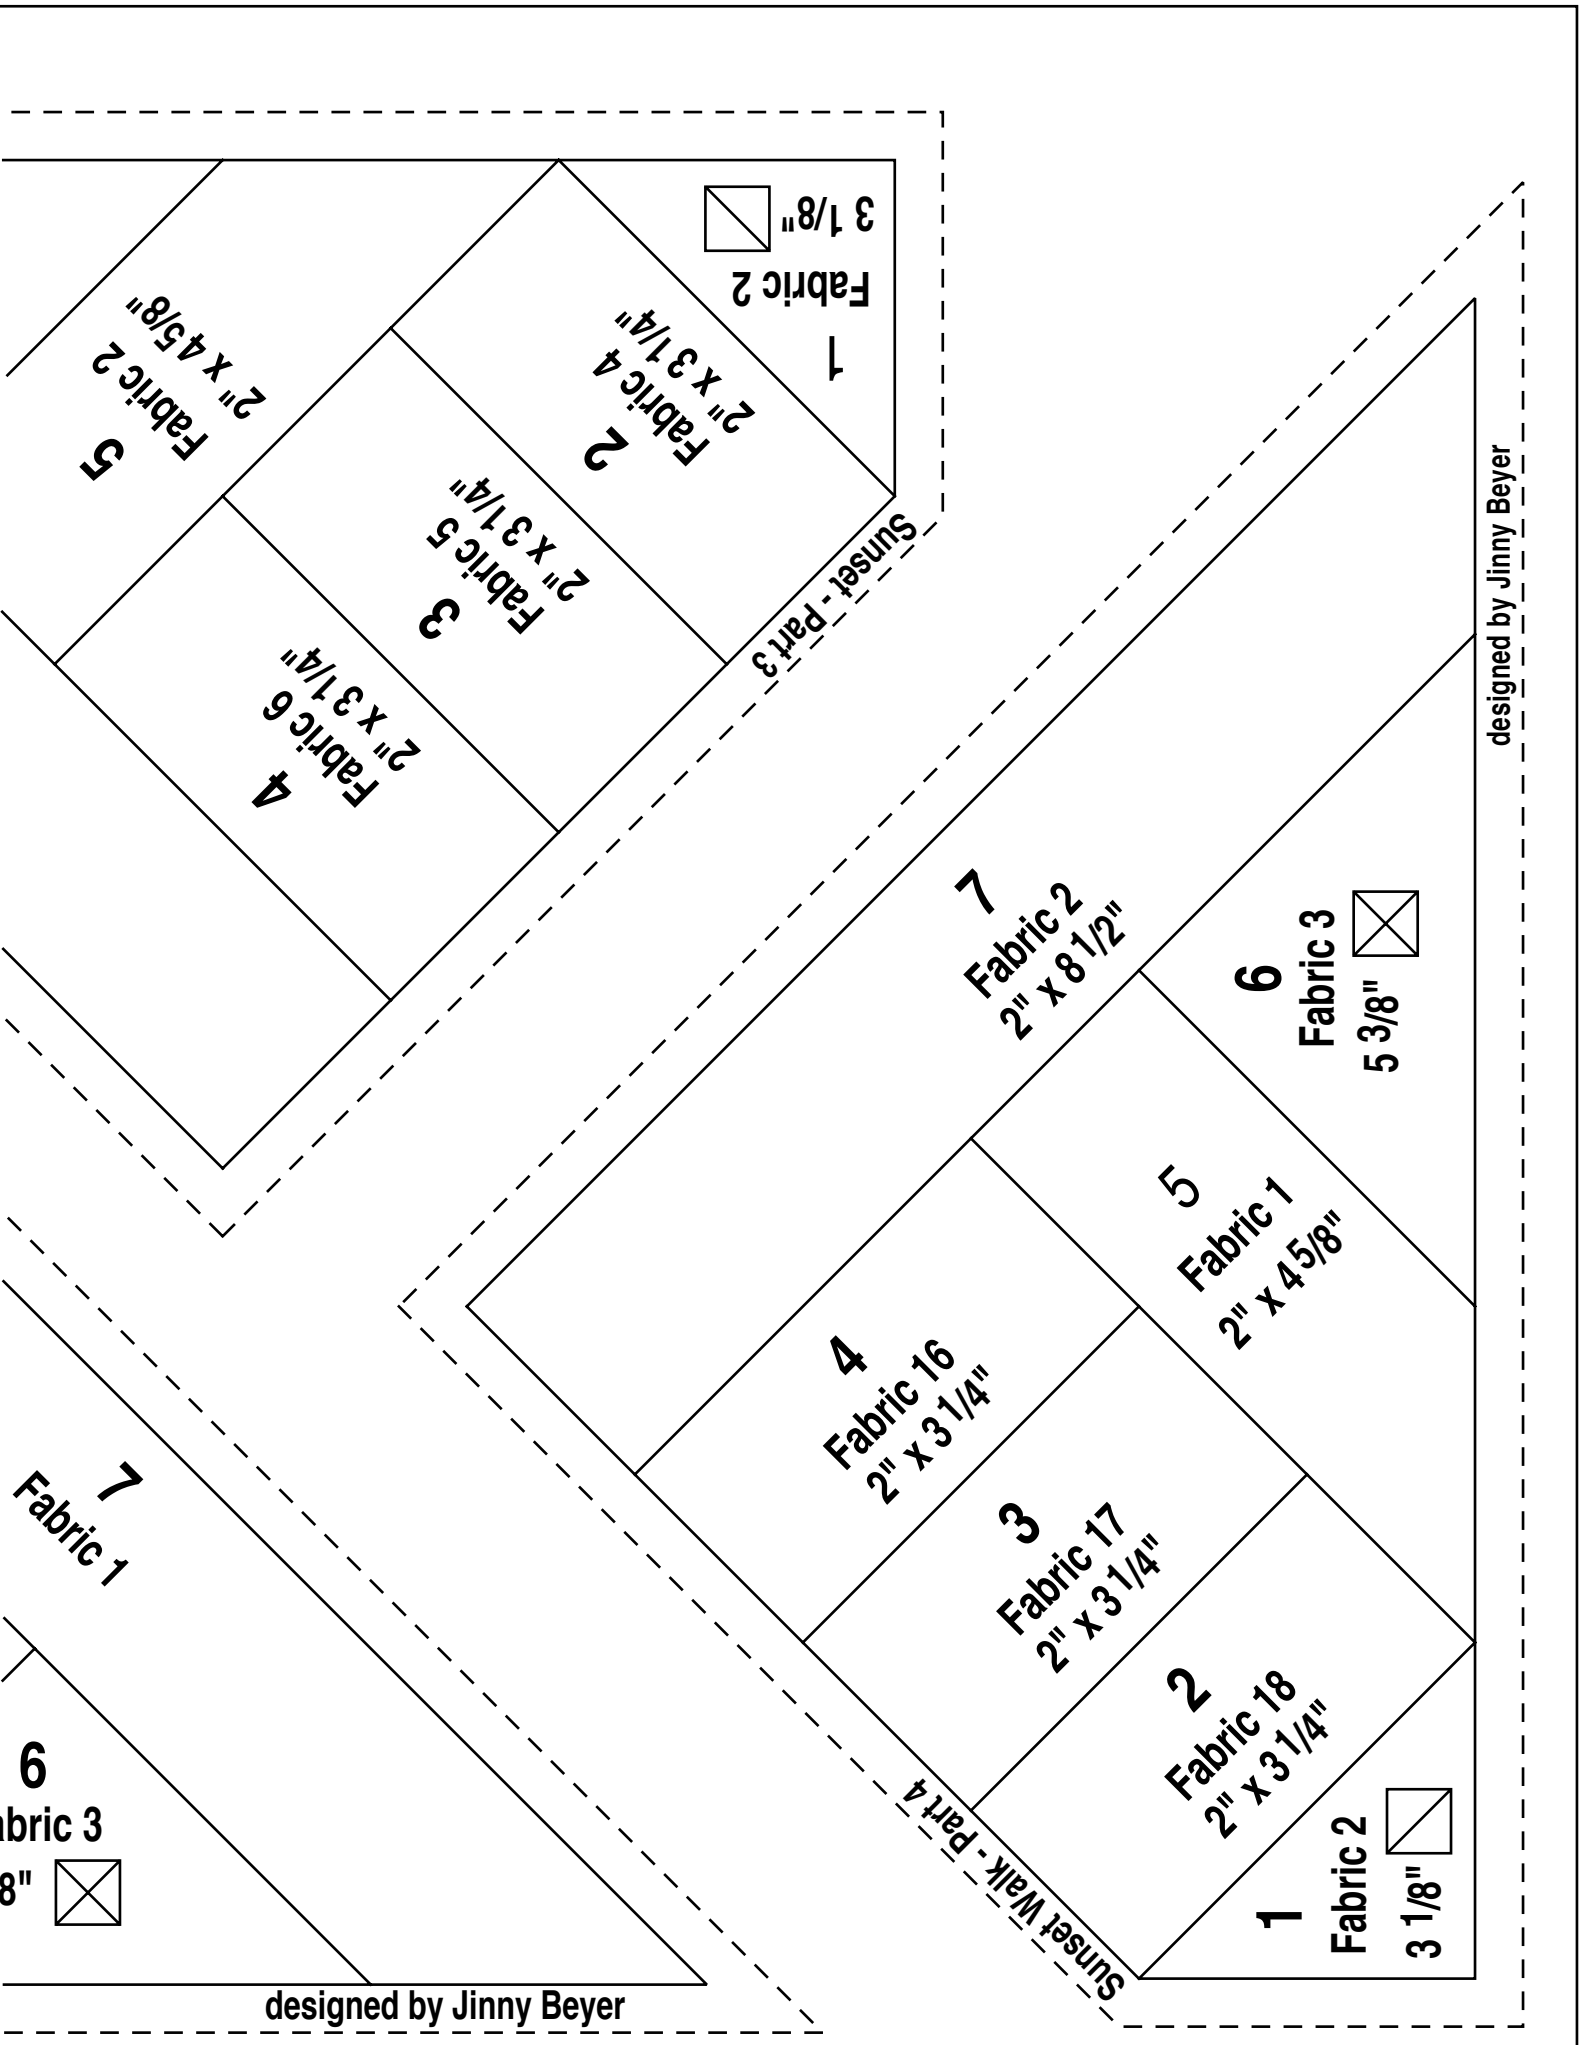 1
Fabric 2
3 1/8"
2
Fabric 4
2" x 3 1/4"
3
Fabric 5
2" x 3 1/4"
4
Fabric 6
2" x 3 1/4"
5
Fabric 2
2" x 4 5/8"
Sunset - Part 3
7
Fabric 2
2" x 8 1/2"
6
Fabric 3
5 3/8"
5
Fabric 1
2" x 4 5/8"
4
Fabric 16
2" x 3 1/4"
3
Fabric 17
2" x 3 1/4"
2
Fabric 18
2" x 3 1/4"
1
Fabric 2
3 1/8"
Sunset Walk - Part 4
designed by Jinny Beyer
7
Fabric 1
6
abric 3
8"
designed by Jinny Beyer